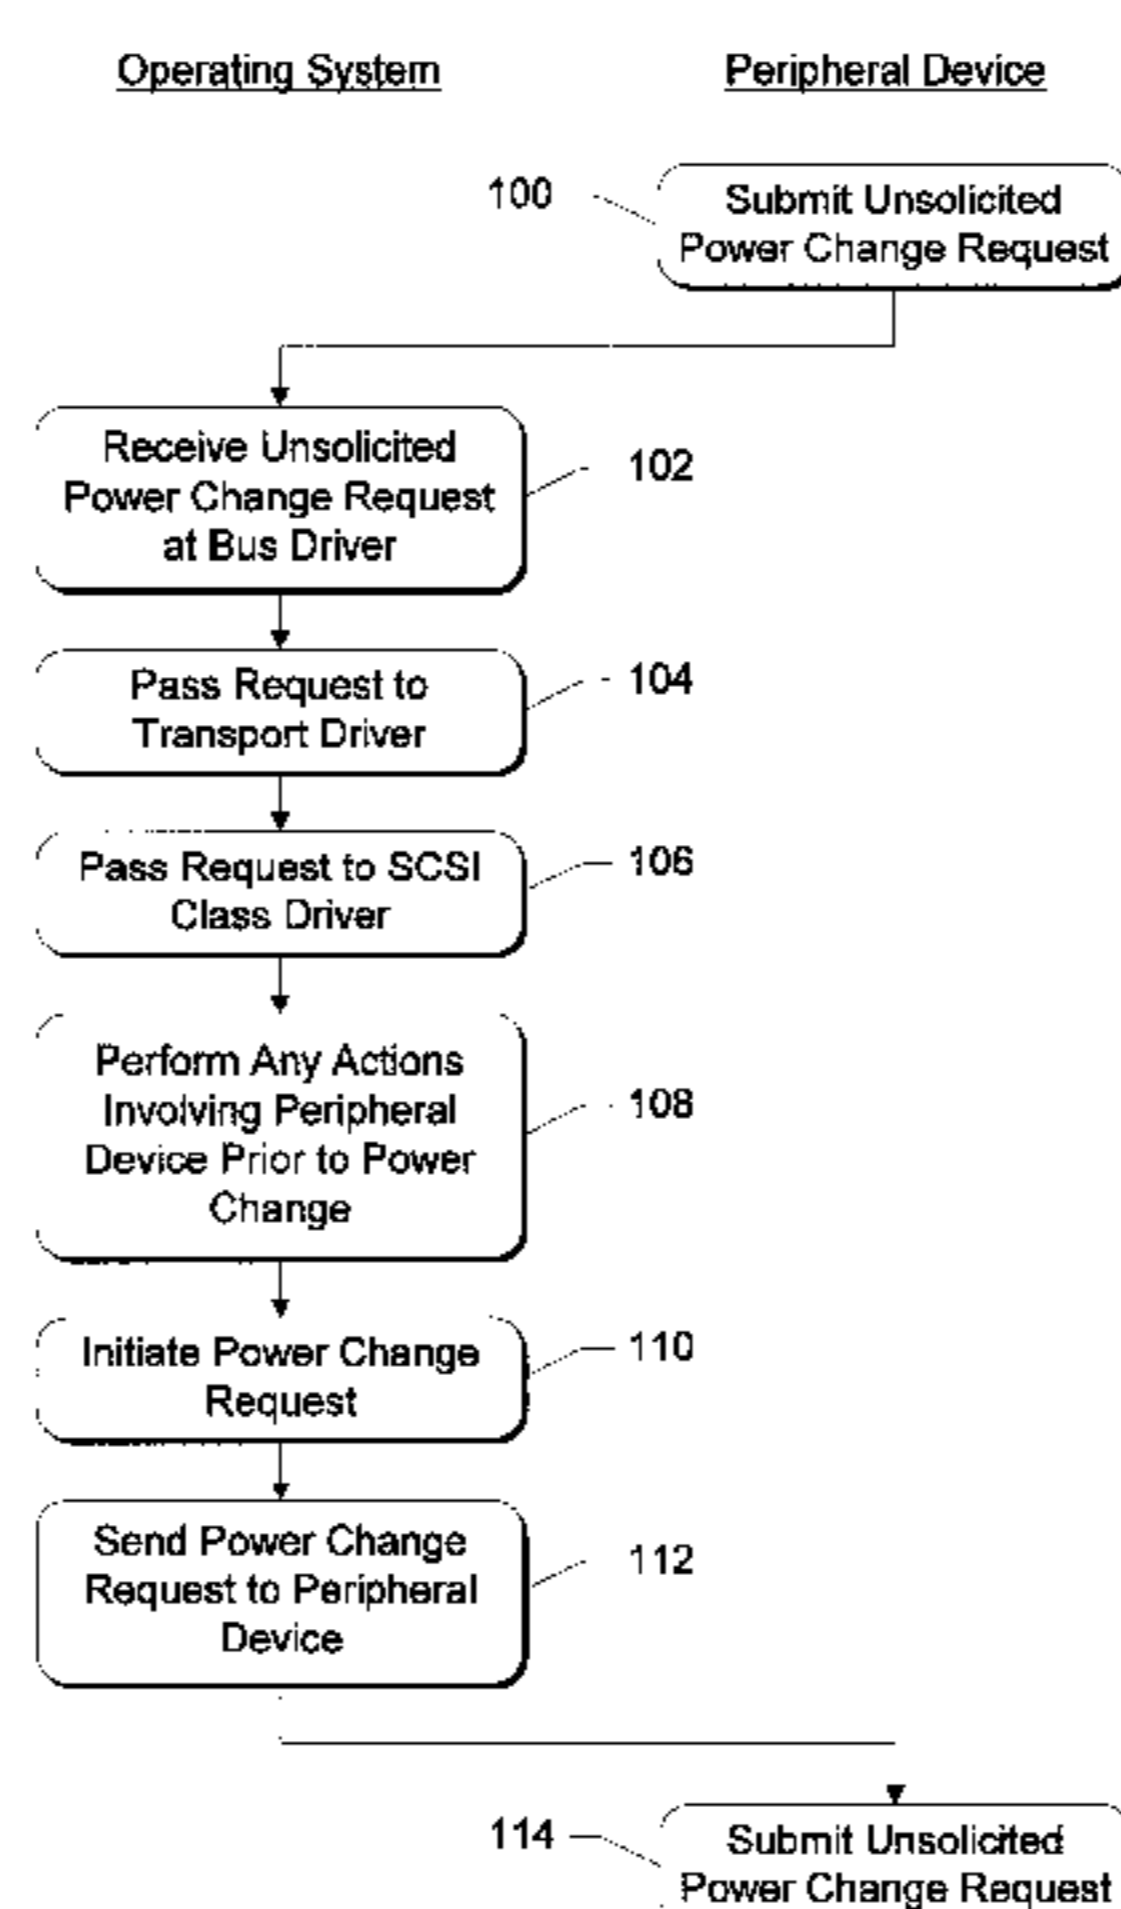 Operating System
Peripheral Device
100
Submit Unsolicited
Power Change Request
Receive Unsolicited
Power Change Request
at Bus Driver
102
Pass Request to
Transport Driver
104
Pass Request to SCSI
Class Driver
106
Perform Any Actions
Involving Peripheral
Device Prior to Power
Change
108
Initiate Power Change
Request
110
Send Power Change
Request to Peripheral
Device
112
114
Submit Unsolicited
Power Change Request